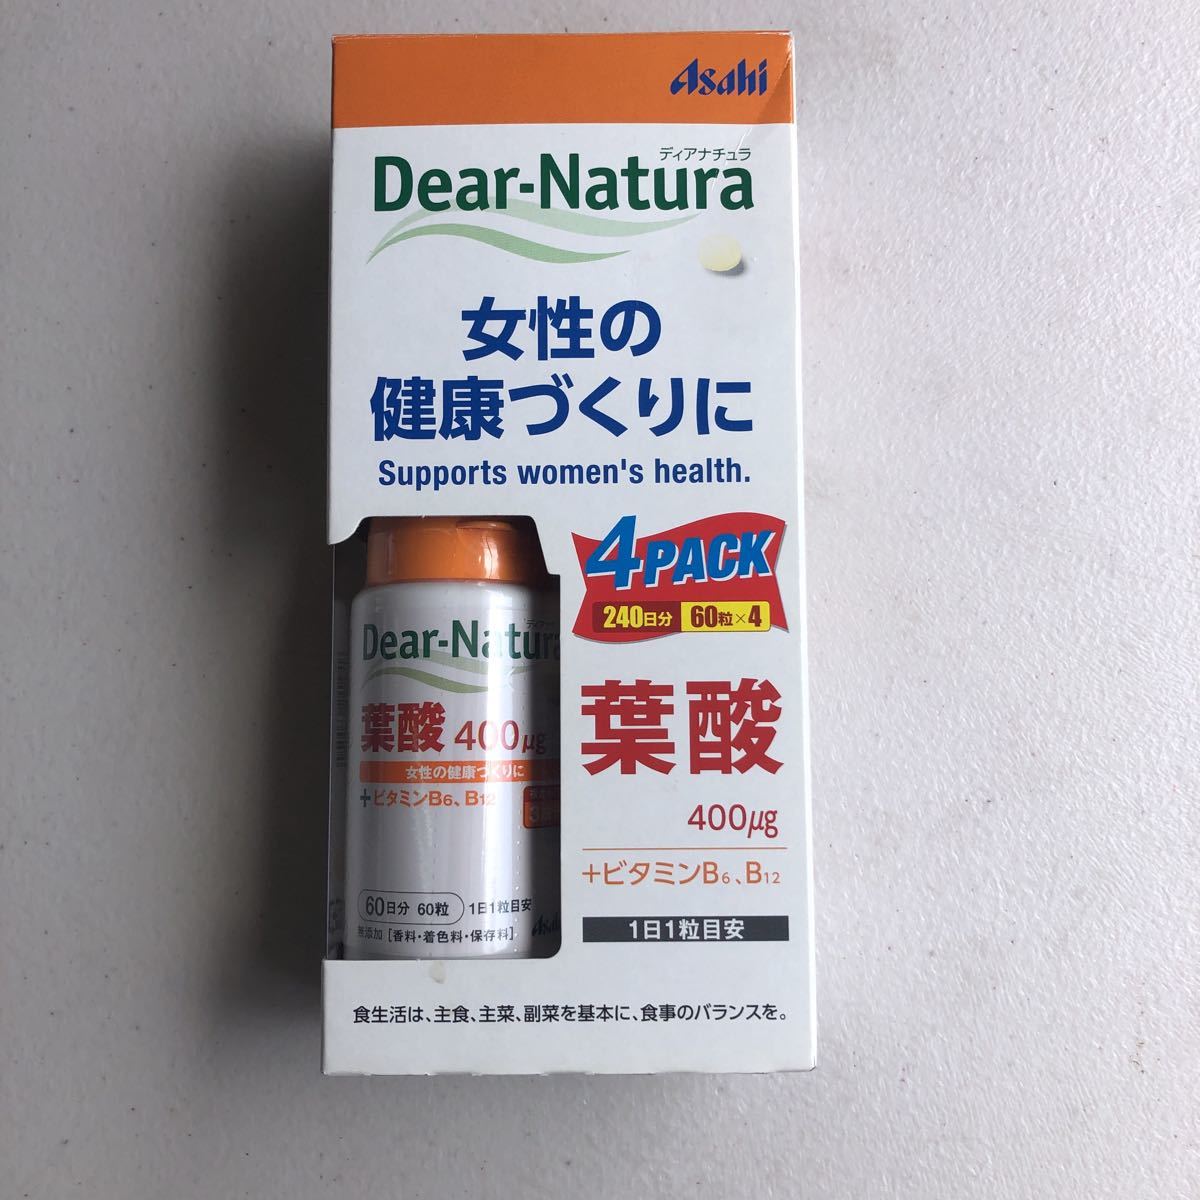 Asahi
ディアナチュラ
Dear-Natura
女性の
健康づくりに
Supports women's health.
4PACK
240日分 60粒×4
葉酸
400μg
+ビタミンB6、B12
1日1粒目安
Dear-Natura
葉酸 400μg
女性の健康づくりに
+ビタミンB6、B12
60日分 60粒 1日1粒目安
無添加 [香料・着色料・保存料] Asahi
食生活は、主食、主菜、副菜を基本に、食事のバランスを。